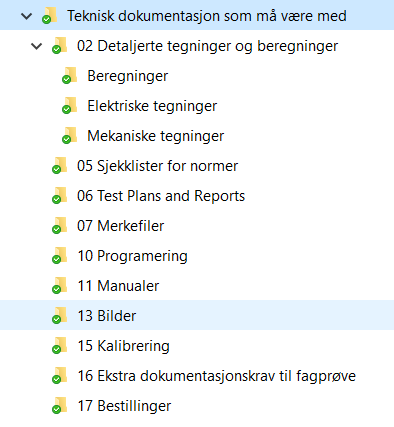 Teknisk dokumentasjon som må være med
02 Detaljerte tegninger og beregninger
Beregninger
Elektriske tegninger
Mekaniske tegninger
05 Sjekklister for normer
06 Test Plans and Reports
07 Merkefiler
10 Programering
11 Manualer
13 Bilder
15 Kalibrering
16 Ekstra dokumentasjonskrav til fagprøve
17 Bestillinger